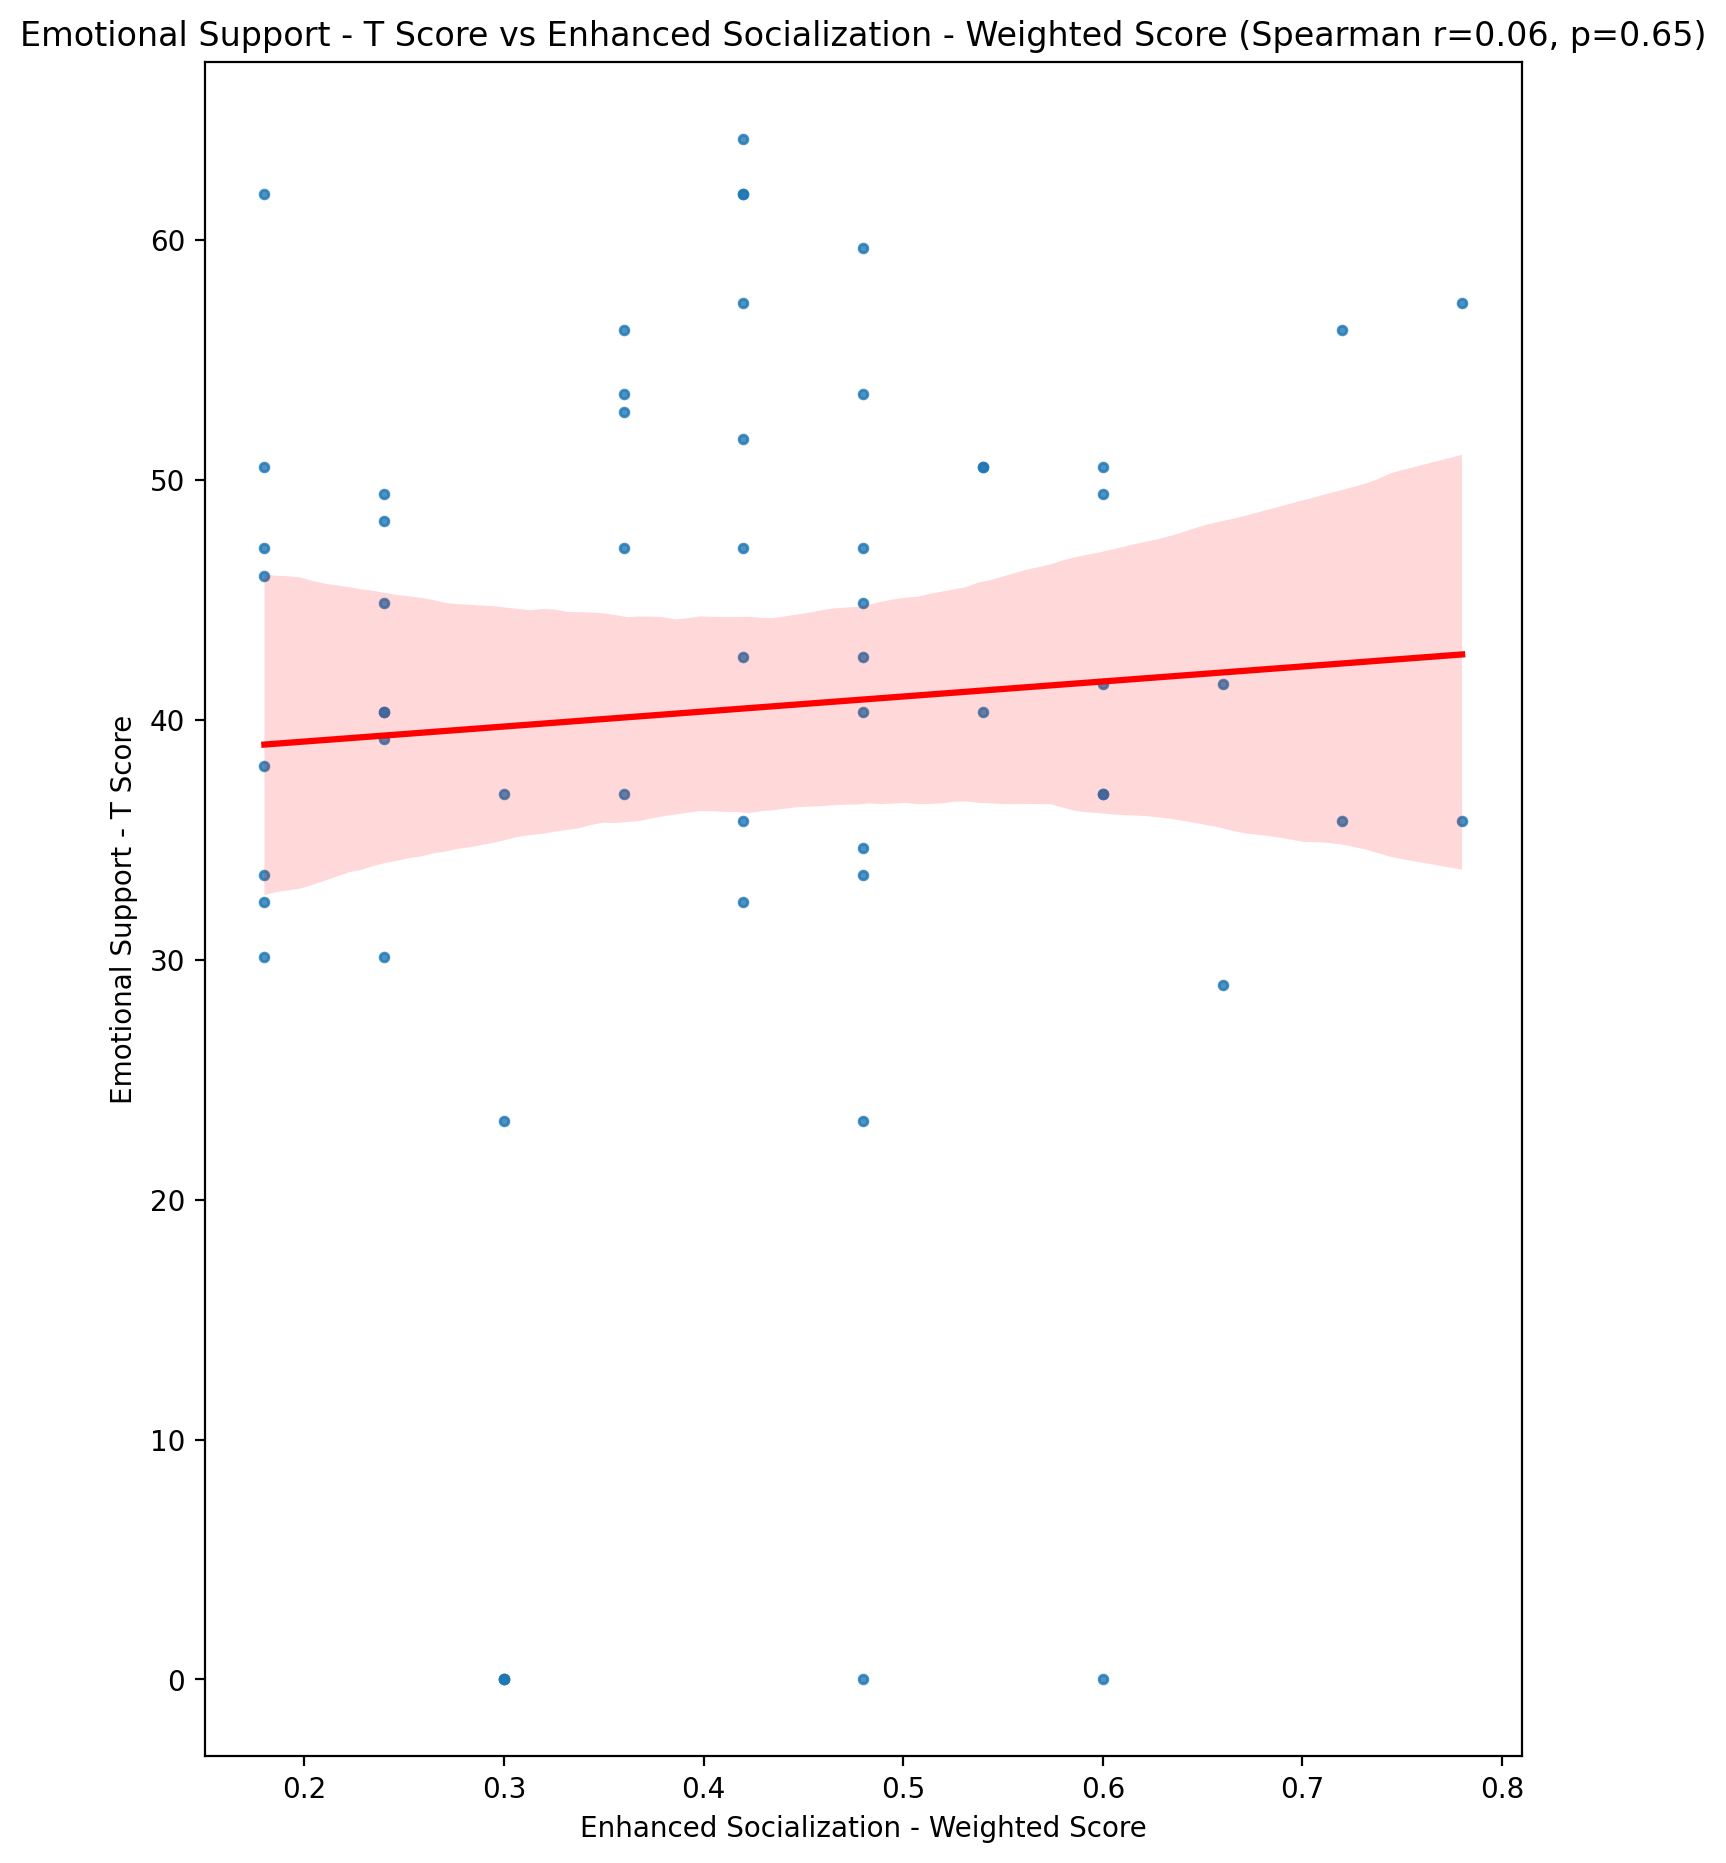 Emotional Support - T Score vs Enhanced Socialization - Weighted Score (Spearman r=0.06, p=0.65)
60
50
40
30
20
10
0
Emotional Support - T Score
0.2 0.3 0.4 0.5 0.6 0.7 0.8
Enhanced Socialization - Weighted Score